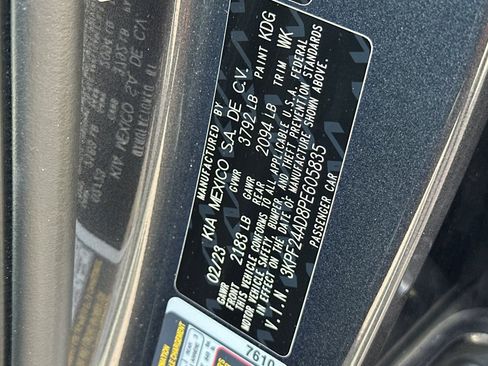 MANUFACTURED BY
02/23 KIA MEXICO S.A. DE C.V.
GVWR 3792 LB PAINT KDG
GAWR FRONT 2183 LB GAWR REAR 2094 LB TRIM WK
THIS VEHICLE CONFORMS TO ALL APPLICABLE U.S.A. FEDERAL
MOTOR VEHICLE SAFETY, BUMPER, AND THEFT PREVENTION STANDARDS
IN EFFECT ON THE DATE OF MANUFACTURE SHOWN ABOVE.
V.I.N. 3KPF24AD8PE605835
PASSENGER CAR
7610